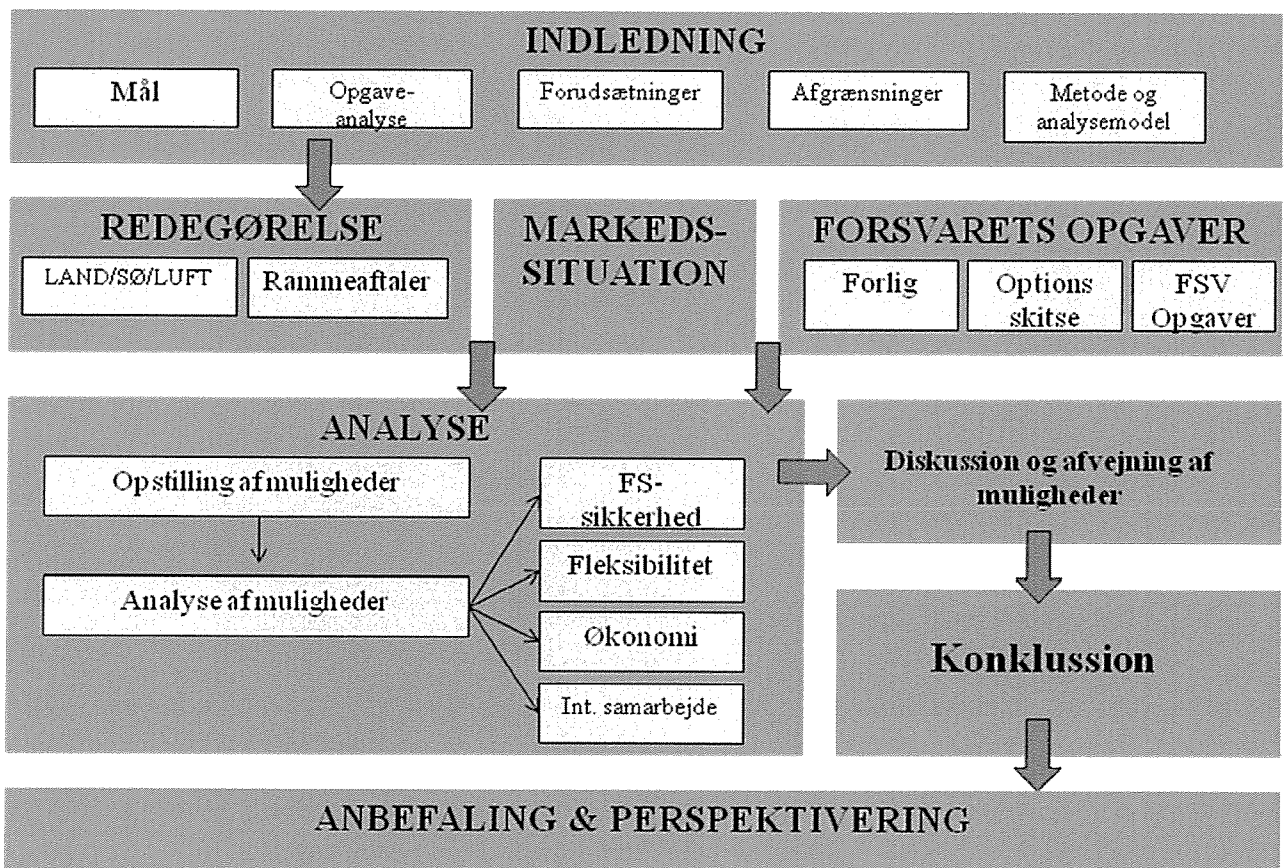 INDLEDNING
Mål
Opgave-
analyse
Forudsætninger
Afgrænsninger
Metode og
analysemodel
REDEGØRELSE
LAND/SØ/LUFT
Rammeaftaler
MARKEDS-
SITUATION
FORSVARETS OPGAVER
Forlig
Options
skitse
FSV
Opgaver
ANALYSE
Opstilling af muligheder
Analyse af muligheder
FS-
sikkerhed
Fleksibilitet
Økonomi
Int. samarbejde
Diskussion og afvejning af
muligheder
Konklussion
ANBEFALING & PERSPEKTIVERING